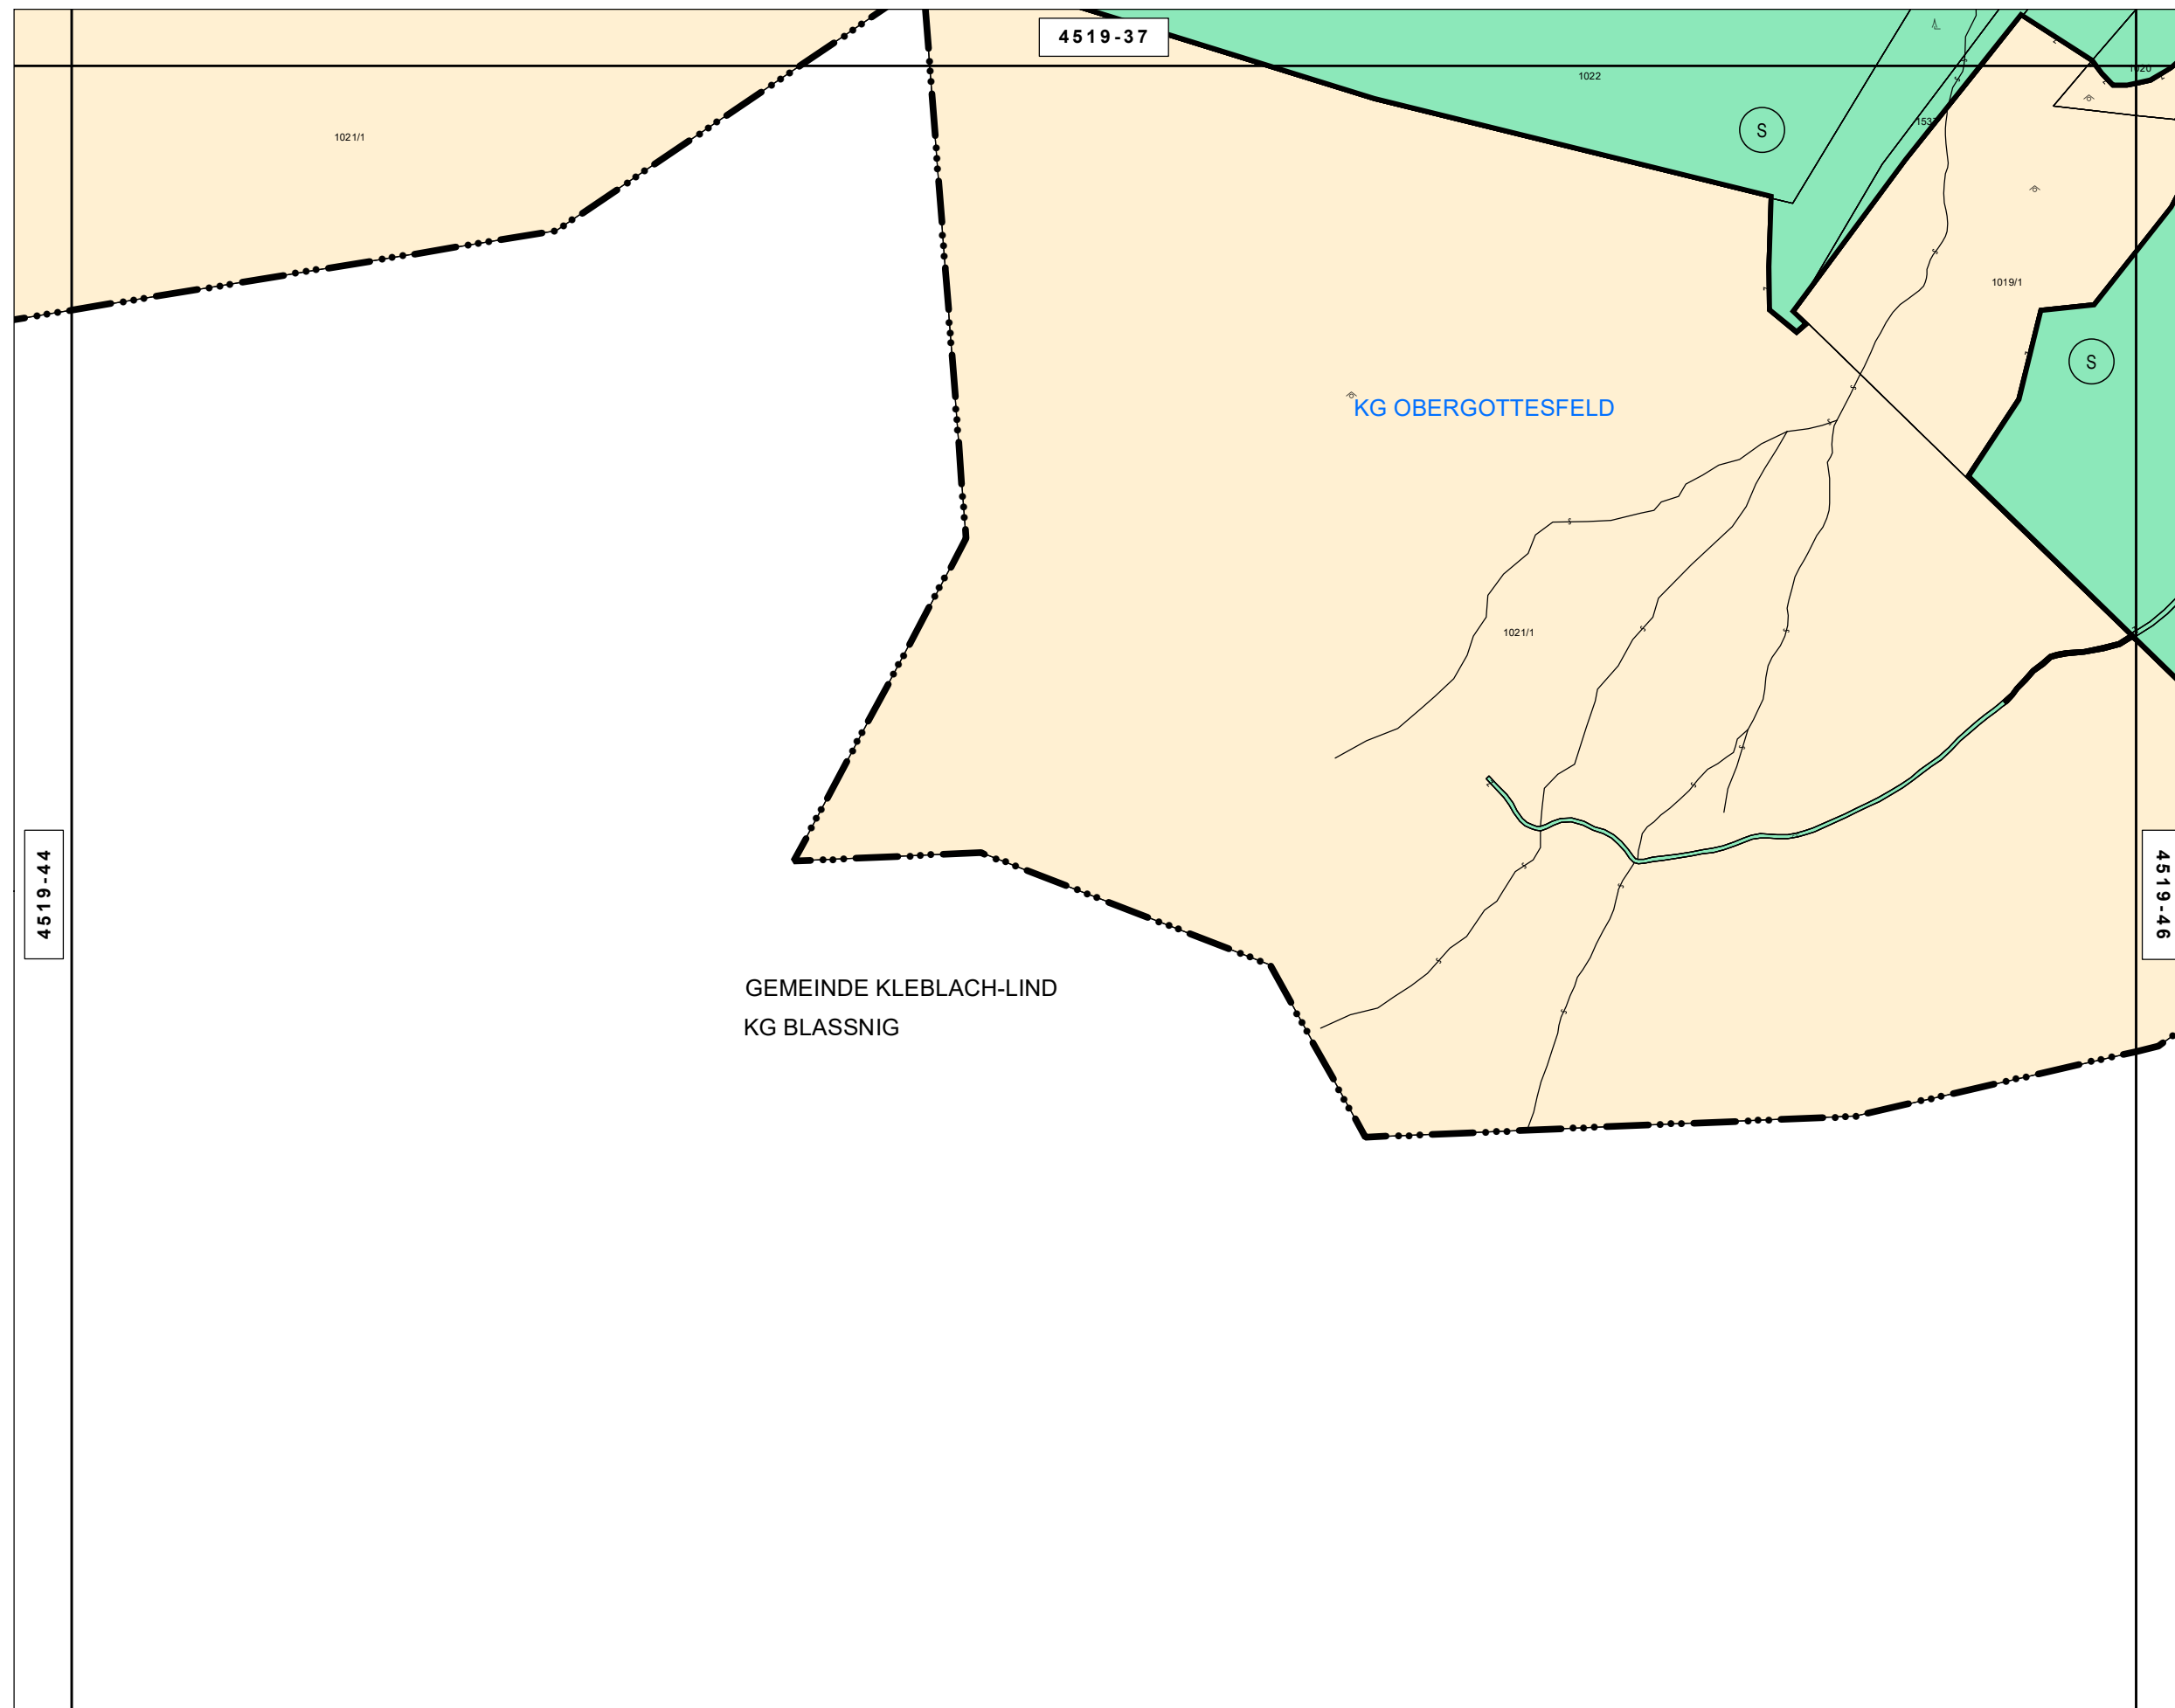 4519-37
1022
1020
1021/1
S
1019/1
S
KG OBERGOTTESFELD
1021/1
4519-44
4519-46
GEMEINDE KLEBLACH-LIND
KG BLASSNIG